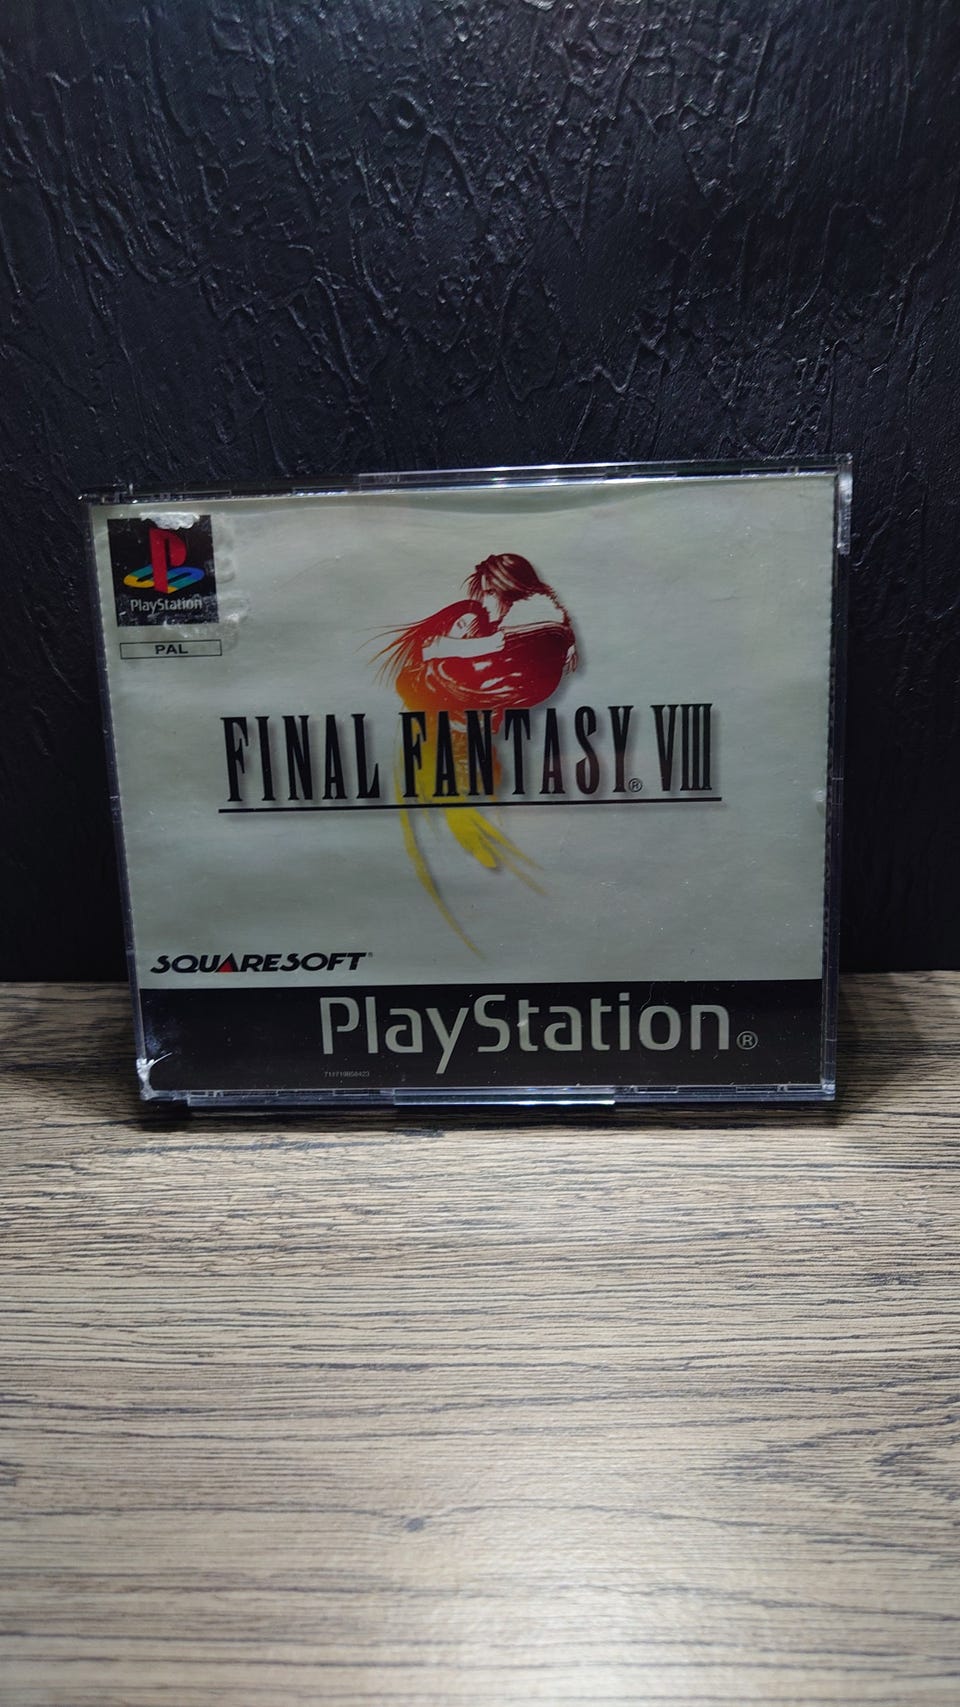 PlayStation
PAL
FINAL FANTASY® VIII
SQUARESOFT®
PlayStation®